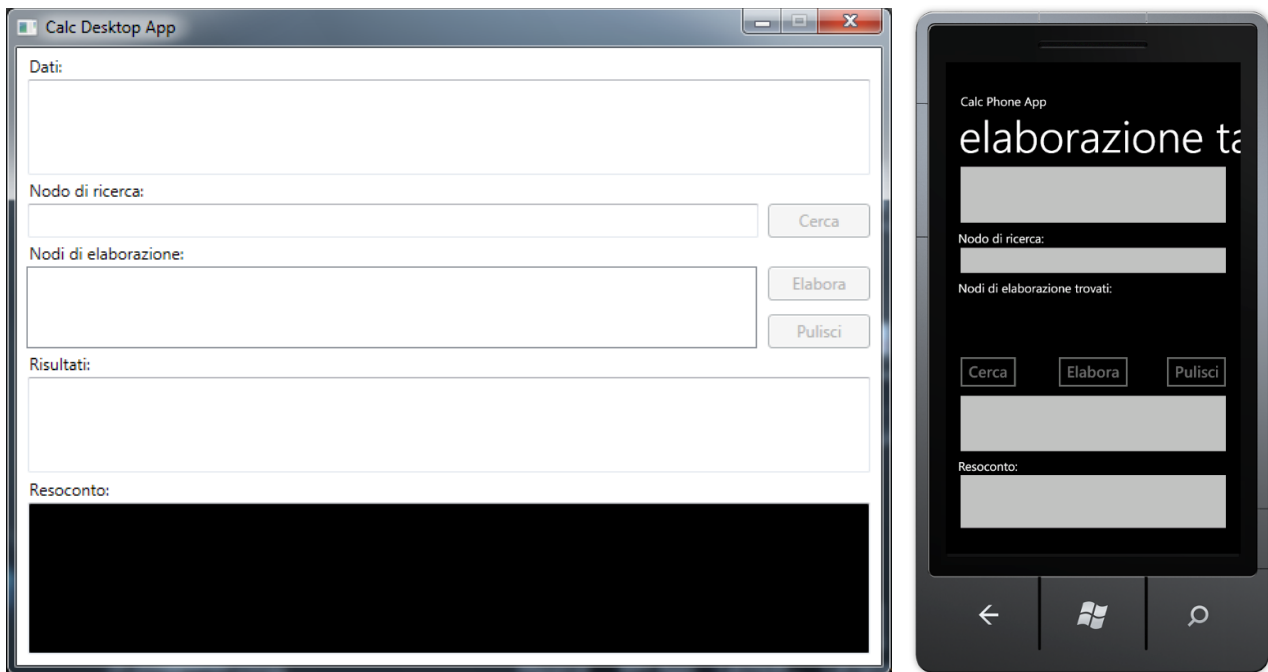 Calc Desktop App
Dati:
Nodo di ricerca:
Cerca
Nodi di elaborazione:
Elabora
Pulisci
Risultati:
Resoconto:
Calc Phone App
elaborazione ta
Nodo di ricerca:
Nodi di elaborazione trovati:
Cerca Elabora Pulisci
Resoconto: